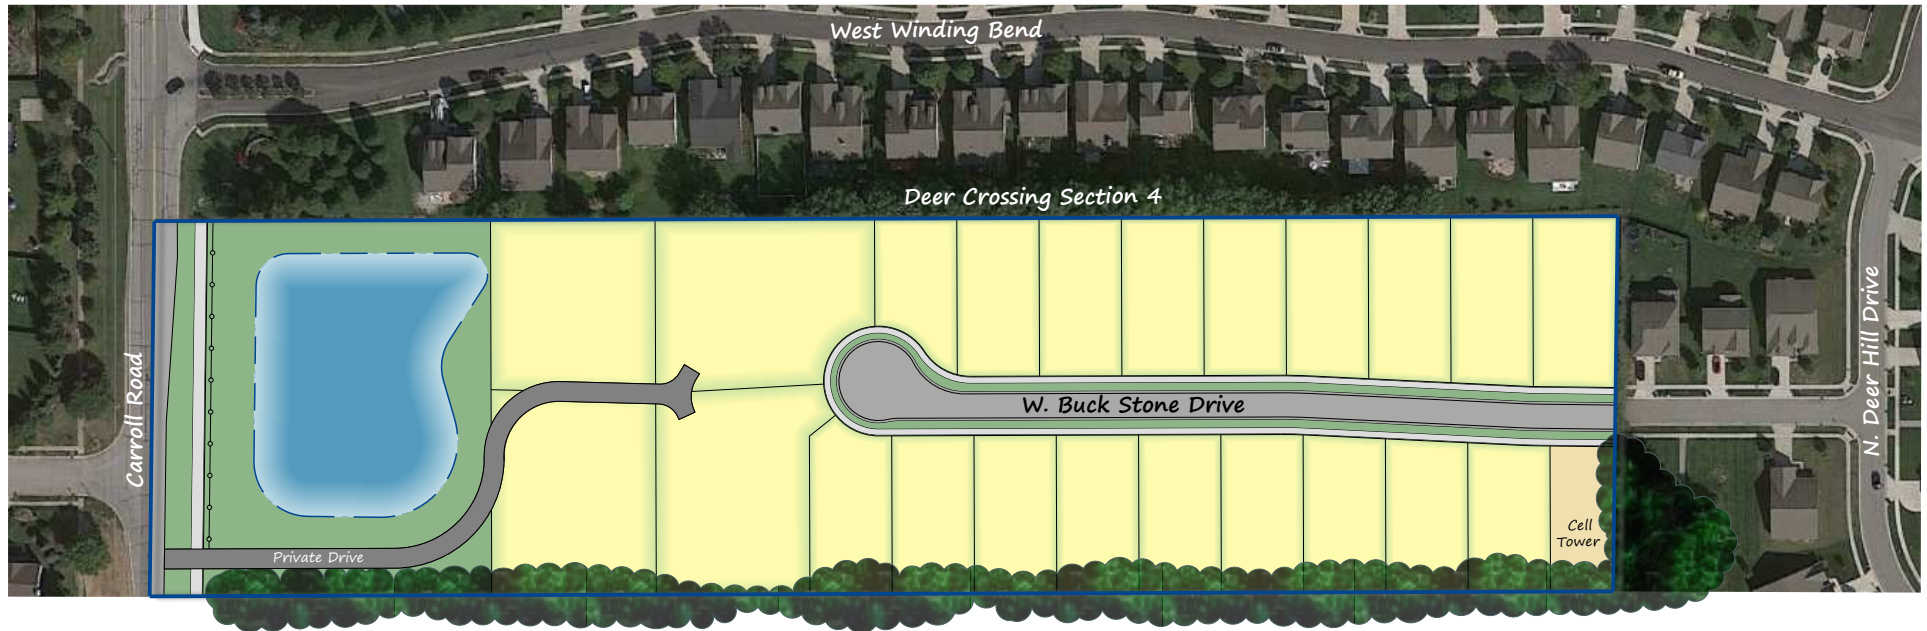 West Winding Bend
Deer Crossing Section 4
Carroll Road
W. Buck Stone Drive
N. Deer Hill Drive
Cell
Tower
Private Drive